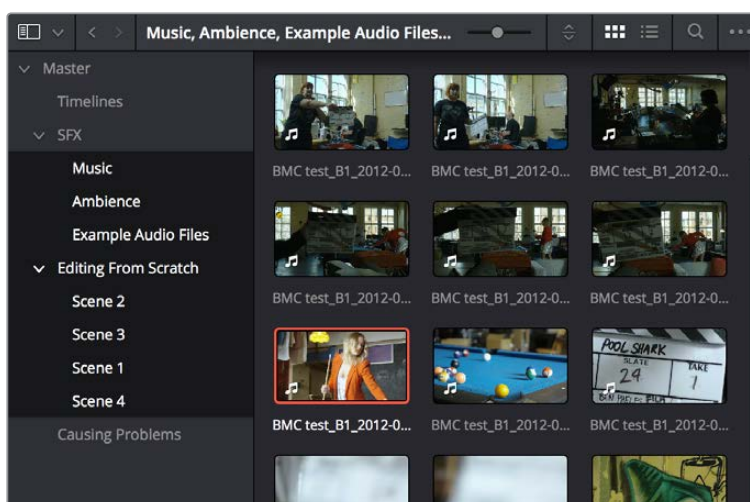 Music, Ambience, Example Audio Files...
Master
Timelines
SFX
Music
Ambience
Example Audio Files
Editing From Scratch
Scene 2
Scene 3
Scene 1
Scene 4
Causing Problems
BMC test_B1_2012-0...
BMC test_B1_2012-0...
BMC test_B1_2012-0...
BMC test_B1_2012-0...
BMC test_B1_2012-0...
BMC test_B1_2012-0...
POOL SHARK
SLATE TAKE
24 1
BMC test_B1_2012-0...
BMC test_B1_2012-0...
BMC test_B1_2012-0...